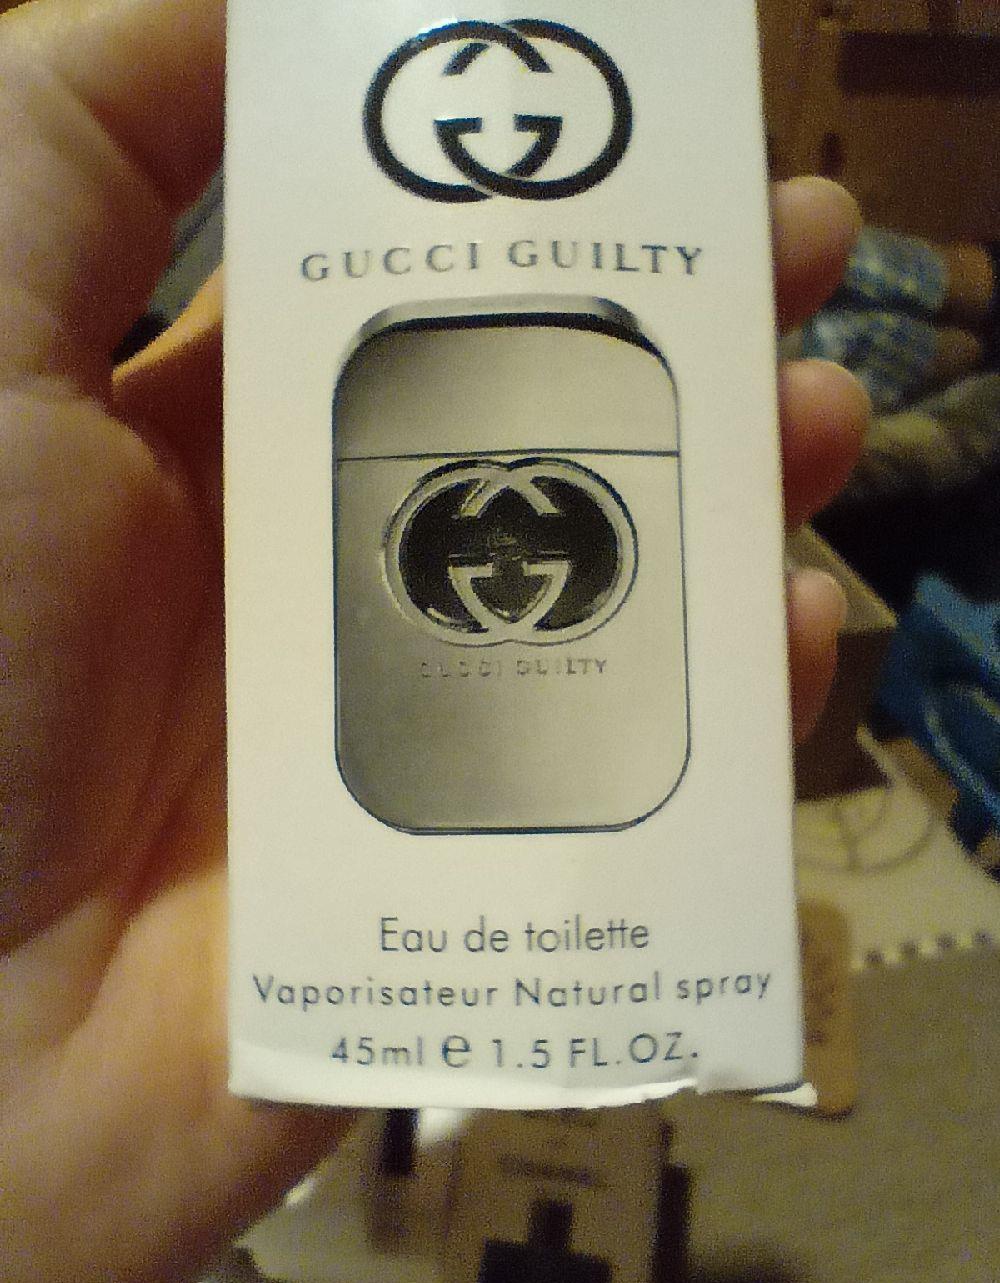 GUCCI GUILTY
GUCCI GUILTY
Eau de toilette
Vaporisateur Natural spray
45ml e 1.5 FL.OZ.